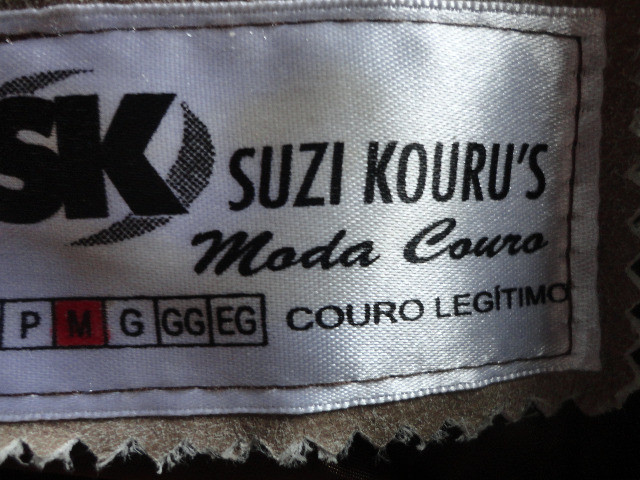 SK
SUZI KOURU'S
Moda Couro
P M G GG EG COURO LEGÍTIMO